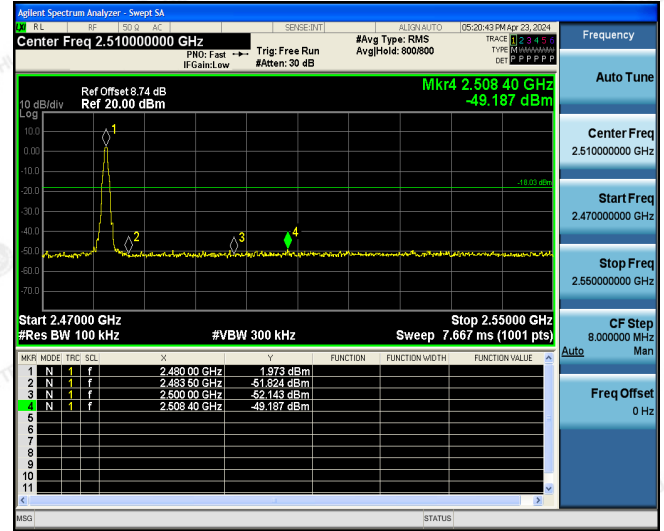 Agilent Spectrum Analyzer - Swept SA
LXI RL RF 50 Ω AC SENSE:INT ALIGN AUTO 05:20:43 PM Apr 23, 2024
Center Freq 2.510000000 GHz #Avg Type: RMS TRACE 1 2 3 4 5 6
PNO: Fast Trig: Free Run Avg|Hold: 800/800 TYPE M
IFGain:Low #Atten: 30 dB DET P P P P P P
Mkr4 2.508 40 GHz
-49.187 dBm
Ref Offset 8.74 dB
10 dB/div Ref 20.00 dBm
Log
1
10.0
0.00
-10.0
-18.03 dBm
-20.0
-30.0
-40.0
2 3 4
-50.0
-60.0
-70.0
Start 2.47000 GHz Stop 2.55000 GHz
#Res BW 100 kHz #VBW 300 kHz Sweep 7.667 ms (1001 pts)
MKR MODE TRC SCL X Y FUNCTION FUNCTION WIDTH FUNCTION VALUE
1 N 1 f 2.480 00 GHz 1.973 dBm
2 N 1 f 2.483 50 GHz -51.824 dBm
3 N 1 f 2.500 00 GHz -52.143 dBm
4 N 1 f 2.508 40 GHz -49.187 dBm
5
6
7
8
9
10
11
MSG STATUS
Frequency
Auto Tune
Center Freq
2.510000000 GHz
Start Freq
2.470000000 GHz
Stop Freq
2.550000000 GHz
CF Step
8.000000 MHz
Auto Man
Freq Offset
0 Hz